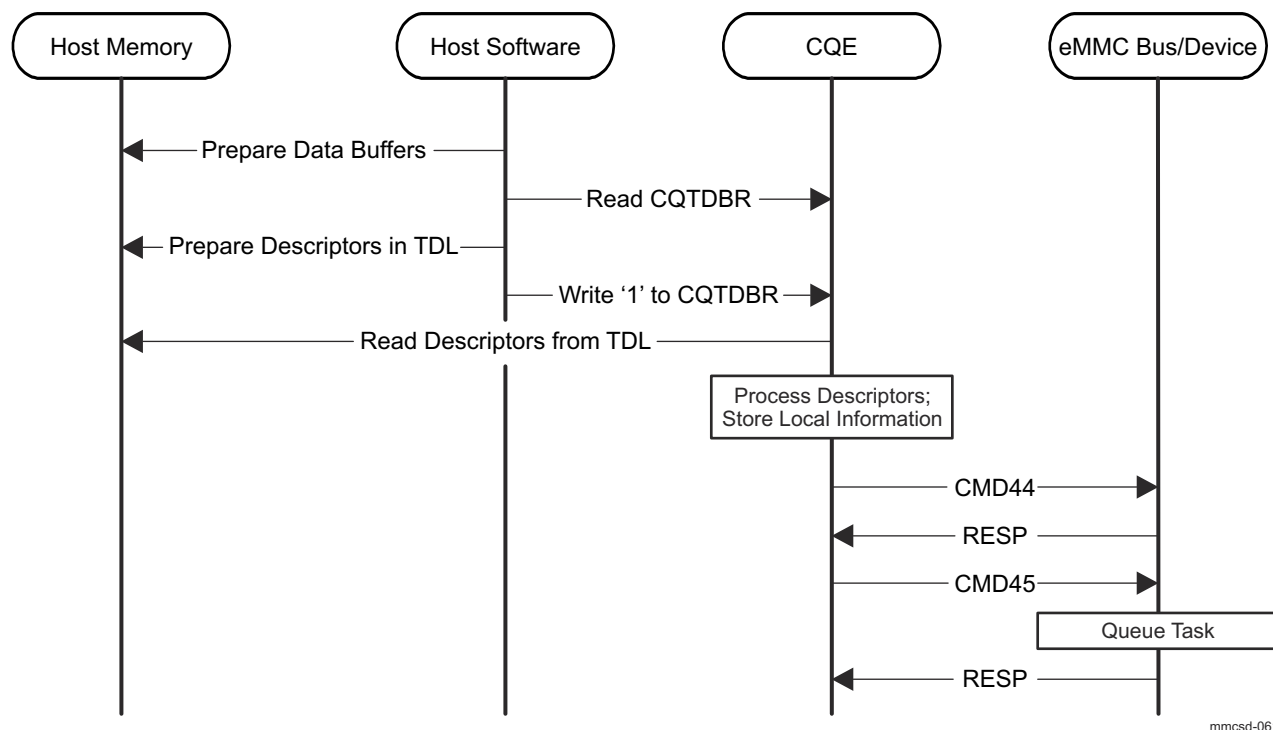 Host Memory
Host Software
CQE
eMMC Bus/Device
Prepare Data Buffers
Read CQTDBR
Prepare Descriptors in TDL
Write ‘1’ to CQTDBR
Read Descriptors from TDL
Process Descriptors;
Store Local Information
CMD44
RESP
CMD45
Queue Task
RESP
mmcsd-06